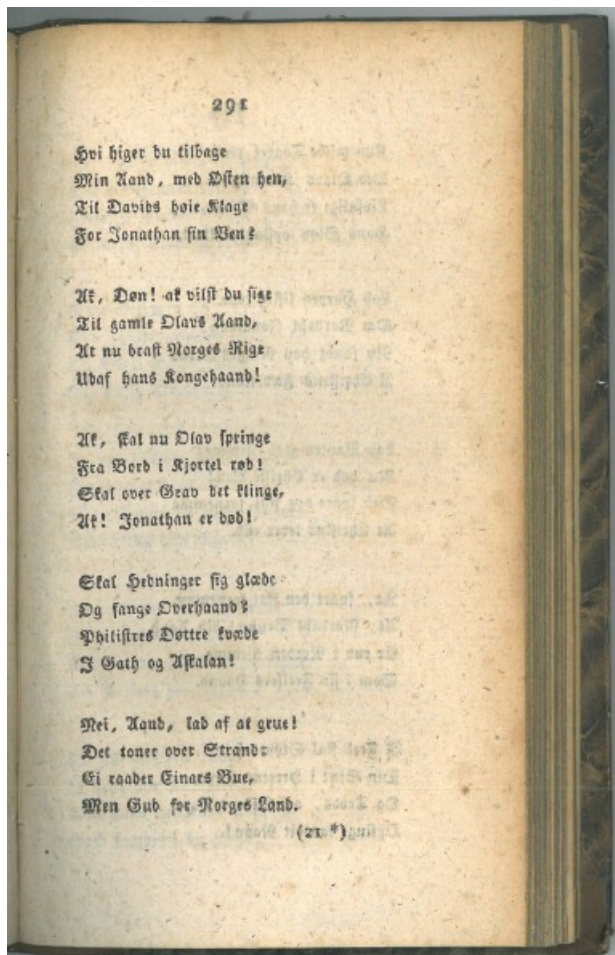 291
Hvi higer du tilbage
Min Aand, med Østen hen,
Til Davids høie Klage
For Jonathan sin Ven?
Ak, Døn! ak vilst du sige
Til gamle Olavs Aand,
At nu brast Norges Rige
Udaf hans Kongehaand!
Ak, skal nu Olav springe
Fra Bord i Kjortel rød!
Skal over Grav det klinge,
Ak! Jonathan er død!
Skal Hedninger sig glæde
Og fange Overhaand?
Philistres Døttre kvæde
I Gath og Askalan!
Nei, Aand, lad af at grue!
Det toner over Strand:
Ei raader Einars Bue,
Men Gud for Norges Land.
(21*)